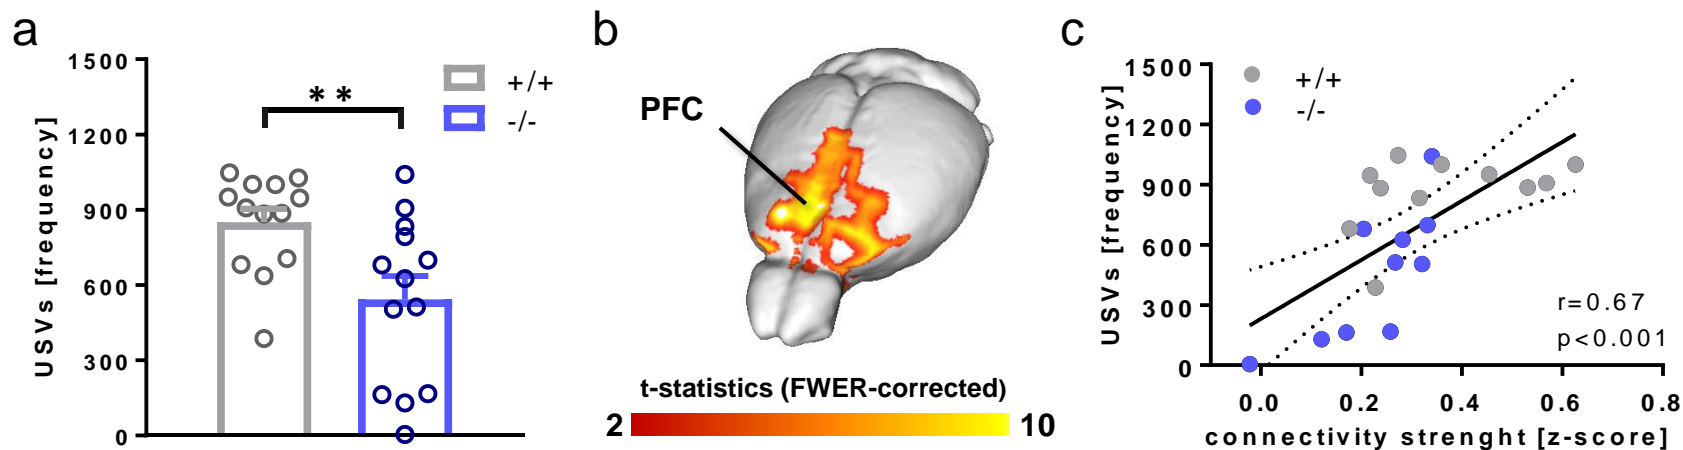 a
1500
1200
900
600
300
0
USVs [frequency]
**
+/+
-/-
b
PFC
t-statistics (FWER-corrected)
2
10
c
1500
1200
900
600
300
0
USVs [frequency]
+/+
-/-
r=0.67
p<0.001
0.0 0.2 0.4 0.6 0.8
connectivity strenght [z-score]